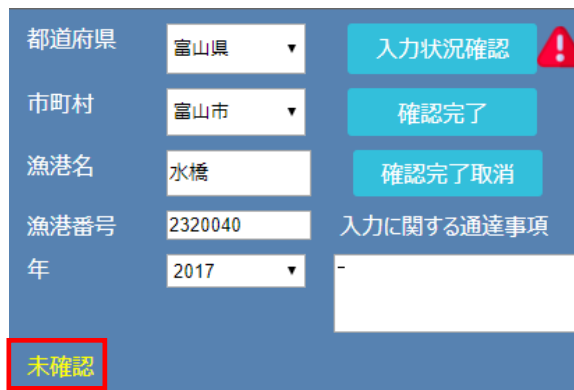 都道府県 富山県 入力状況確認
市町村 富山市 確認完了
漁港名 水橋 確認完了取消
漁港番号 2320040 入力に関する通達事項
年 2017 -
未確認